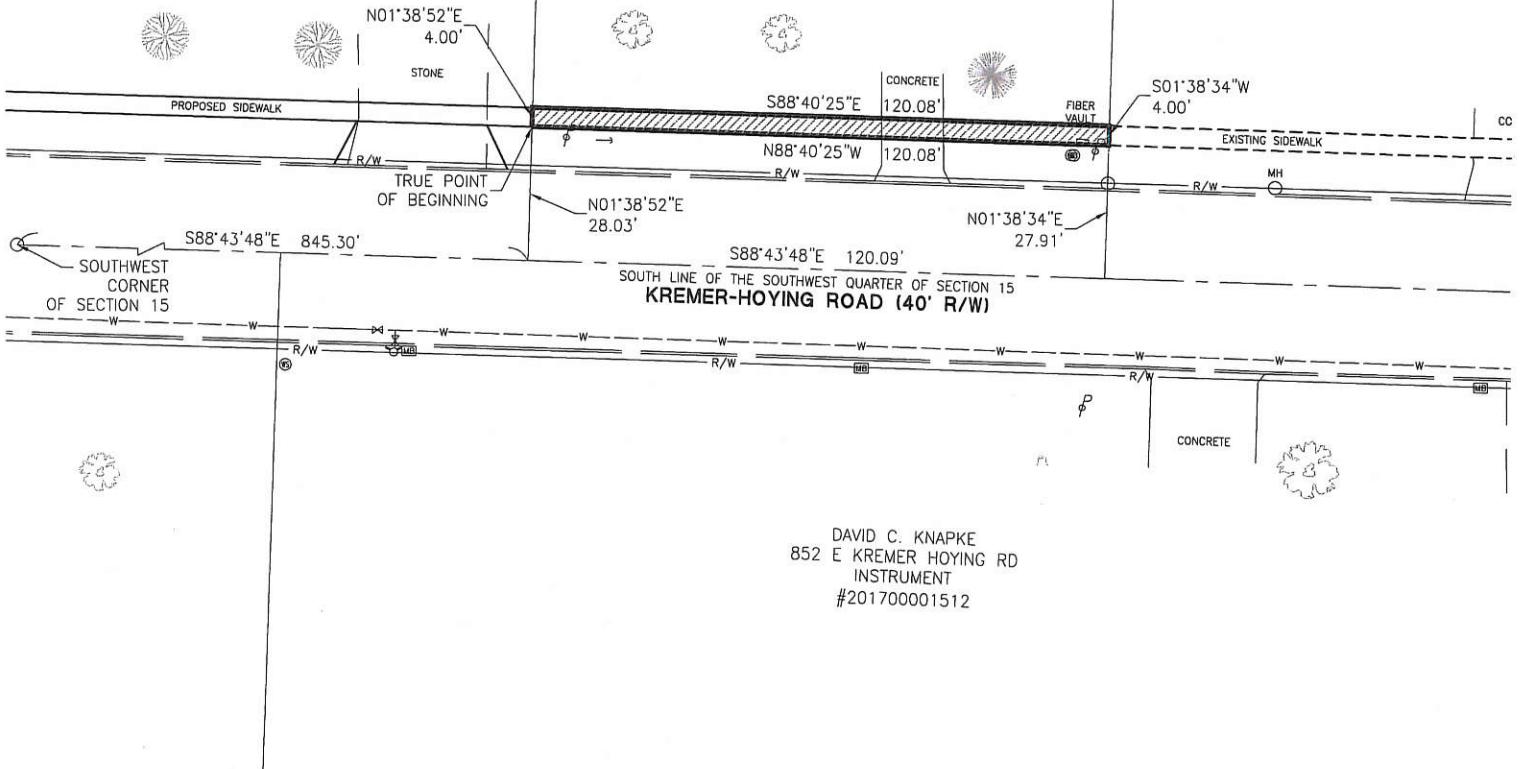 N01°38'52"E
4.00'
STONE
CONCRETE
S01°38'34"W
4.00'
PROPOSED SIDEWALK
S88°40'25"E 120.08'
FIBER
VAULT
CC
EXISTING SIDEWALK
N88°40'25"W 120.08'
R/W
R/W
R/W
MH
TRUE POINT
OF BEGINNING
N01°38'52"E
28.03'
N01°38'34"E
27.91'
S88°43'48"E 845.30'
S88°43'48"E 120.09'
SOUTHWEST
CORNER
OF SECTION 15
SOUTH LINE OF THE SOUTHWEST QUARTER OF SECTION 15
KREMER-HOYING ROAD (40' R/W)
W W W W W W W W W W
R/W
MB
R/W
MB
R/W
MB
CONCRETE
DAVID C. KNAPKE
852 E KREMER HOYING RD
INSTRUMENT
#201700001512